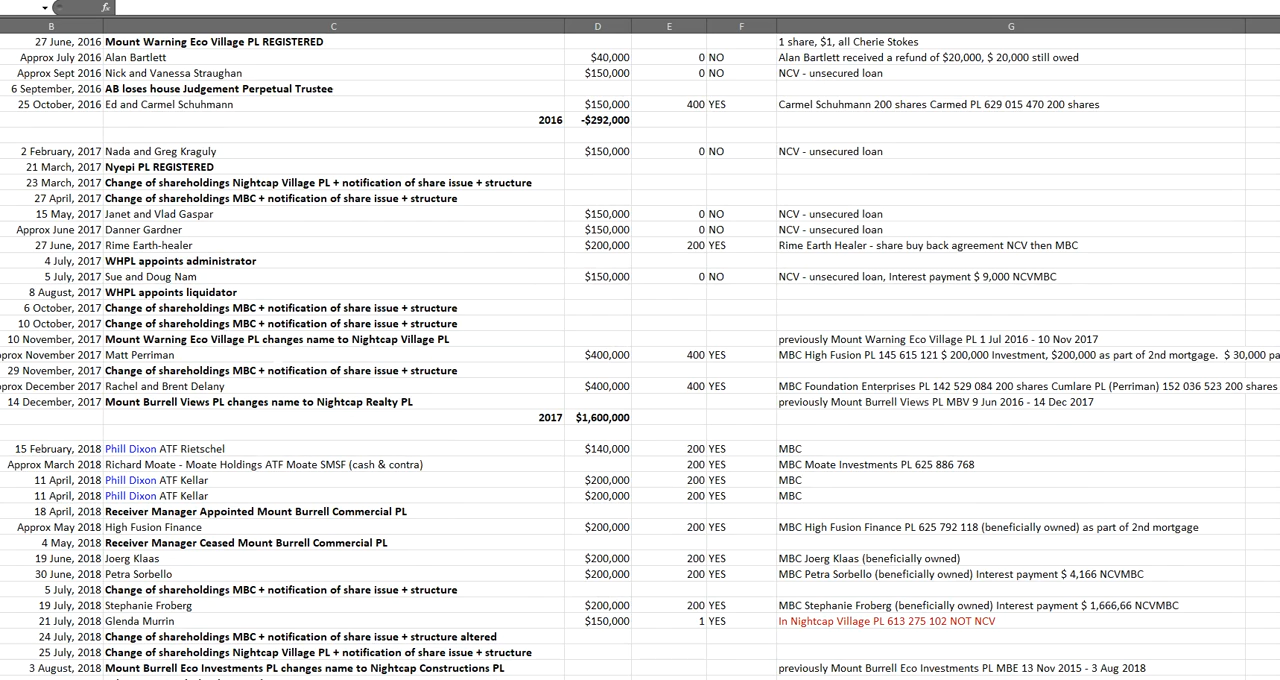 fx
B C D E F G
27 June, 2016 Mount Warning Eco Village PL REGISTERED 1 share, $1, all Cherie Stokes
Approx July 2016 Alan Bartlett $40,000 0 NO Alan Bartlett received a refund of $20,000, $ 20,000 still owed
Approx Sept 2016 Nick and Vanessa Straughan $150,000 0 NO NCV - unsecured loan
6 September, 2016 AB loses house Judgement Perpetual Trustee
25 October, 2016 Ed and Carmel Schuhmann $150,000 400 YES Carmel Schuhmann 200 shares Carmed PL 629 015 470 200 shares
2016 -$292,000
2 February, 2017 Nada and Greg Kraguly $150,000 0 NO NCV - unsecured loan
21 March, 2017 Nyepi PL REGISTERED
23 March, 2017 Change of shareholdings Nightcap Village PL + notification of share issue + structure
27 April, 2017 Change of shareholdings MBC + notification of share issue + structure
15 May, 2017 Janet and Vlad Gaspar $150,000 0 NO NCV - unsecured loan
Approx June 2017 Danner Gardner $150,000 0 NO NCV - unsecured loan
27 June, 2017 Rime Earth-healer $200,000 200 YES Rime Earth Healer - share buy back agreement NCV then MBC
4 July, 2017 WHPL appoints administrator
5 July, 2017 Sue and Doug Nam $150,000 0 NO NCV - unsecured loan, Interest payment $ 9,000 NCVMBC
8 August, 2017 WHPL appoints liquidator
6 October, 2017 Change of shareholdings MBC + notification of share issue + structure
10 October, 2017 Change of shareholdings MBC + notification of share issue + structure
10 November, 2017 Mount Warning Eco Village PL changes name to Nightcap Village PL previously Mount Warning Eco Village PL 1 Jul 2016 - 10 Nov 2017
prox November 2017 Matt Perriman $400,000 400 YES MBC High Fusion PL 145 615 121 $ 200,000 Investment, $200,000 as part of 2nd mortgage. $ 30,000 pa
29 November, 2017 Change of shareholdings MBC + notification of share issue + structure
prox December 2017 Rachel and Brent Delany $400,000 400 YES MBC Foundation Enterprises PL 142 529 084 200 shares Cumlare PL (Perriman) 152 036 523 200 shares
14 December, 2017 Mount Burrell Views PL changes name to Nightcap Realty PL previously Mount Burrell Views PL MBV 9 Jun 2016 - 14 Dec 2017
2017 $1,600,000
15 February, 2018 Phill Dixon ATF Rietschel $140,000 200 YES MBC
Approx March 2018 Richard Moate - Moate Holdings ATF Moate SMSF (cash & contra) 200 YES MBC Moate Investments PL 625 886 768
11 April, 2018 Phill Dixon ATF Kellar $200,000 200 YES MBC
11 April, 2018 Phill Dixon ATF Kellar $200,000 200 YES MBC
18 April, 2018 Receiver Manager Appointed Mount Burrell Commercial PL
Approx May 2018 High Fusion Finance $200,000 200 YES MBC High Fusion Finance PL 625 792 118 (beneficially owned) as part of 2nd mortgage
4 May, 2018 Receiver Manager Ceased Mount Burrell Commercial PL
19 June, 2018 Joerg Klaas $200,000 200 YES MBC Joerg Klaas (beneficially owned)
30 June, 2018 Petra Sorbello $200,000 200 YES MBC Petra Sorbello (beneficially owned) Interest payment $ 4,166 NCVMBC
5 July, 2018 Change of shareholdings MBC + notification of share issue + structure
19 July, 2018 Stephanie Froberg $200,000 200 YES MBC Stephanie Froberg (beneficially owned) Interest payment $ 1,666,66 NCVMBC
21 July, 2018 Glenda Murrin $150,000 1 YES In Nightcap Village PL 613 275 102 NOT NCV
24 July, 2018 Change of shareholdings MBC + notification of share issue + structure altered
25 July, 2018 Change of shareholdings Nightcap Village PL + notification of share issue + structure
3 August, 2018 Mount Burrell Eco Investments PL changes name to Nightcap Constructions PL previously Mount Burrell Eco Investments PL MBE 13 Nov 2015 - 3 Aug 2018